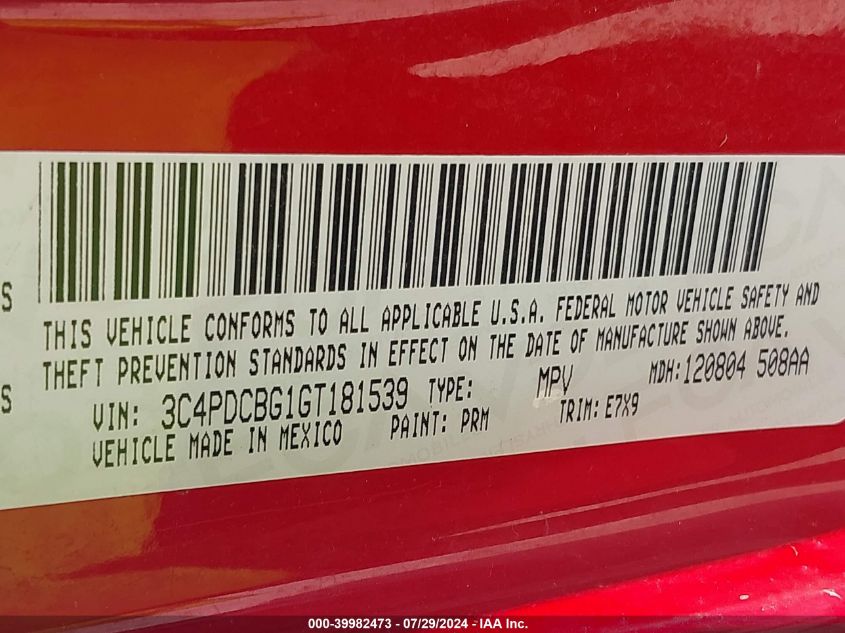 S
THIS VEHICLE CONFORMS TO ALL APPLICABLE U.S.A. FEDERAL MOTOR VEHICLE SAFETY AND
THEFT PREVENTION STANDARDS IN EFFECT ON THE DATE OF MANUFACTURE SHOWN ABOVE.
S
VIN: 3C4PDCBG1GT181539 TYPE: MPV MDH: 120804 508AA
VEHICLE MADE IN MEXICO PAINT: PRM TRIM: E7X9
000-39982473 - 07/29/2024 - IAA Inc.